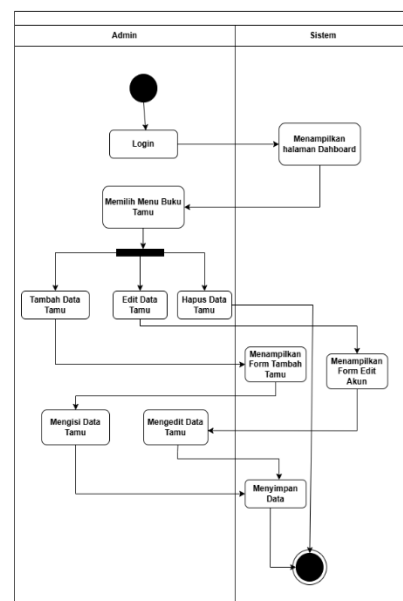 Admin
Sistem
Login
Menampilkan
halaman Dahboard
Memilih Menu Buku
Tamu
Tambah Data
Tamu
Edit Data
Tamu
Hapus Data
Tamu
Menampilkan
Form Tambah
Tamu
Menampilkan
Form Edit
Akun
Mengisi Data
Tamu
Mengedit Data
Tamu
Menyimpan
Data